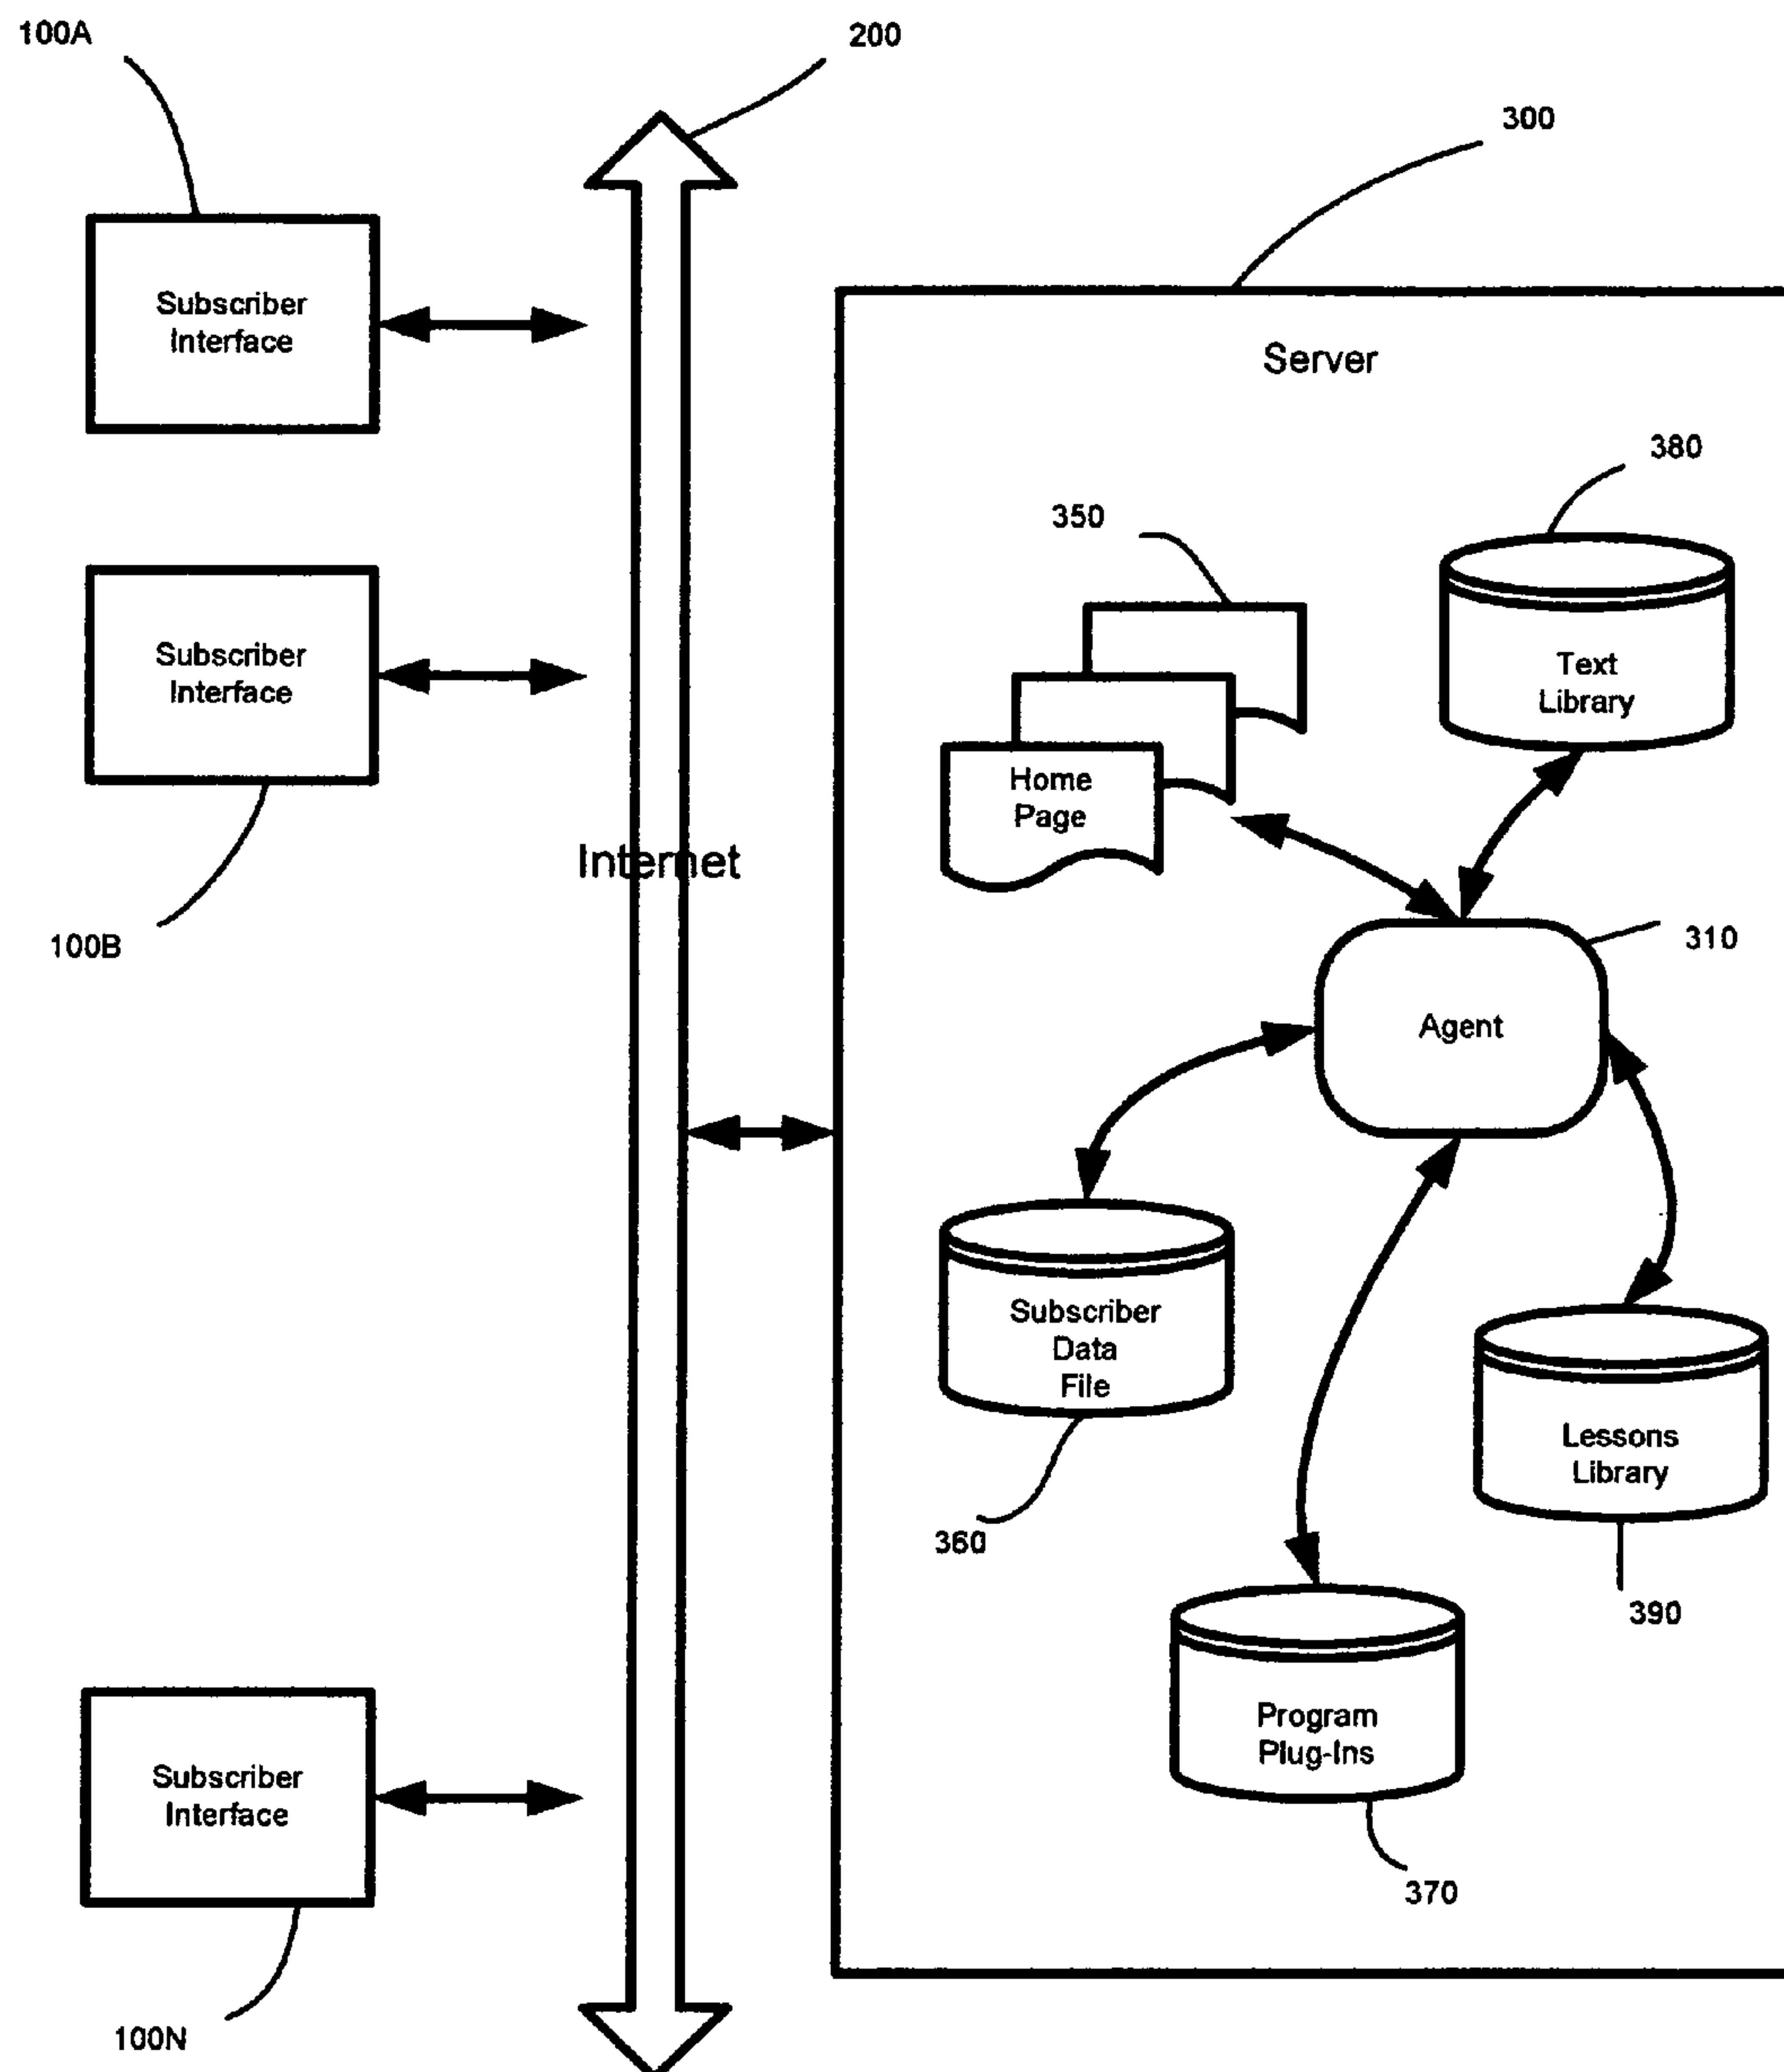 100A
200
300
Subscriber
Interface
Server
380
350
Text
Library
Subscriber
Interface
Home
Page
Internet
100B
310
Agent
Subscriber
Data
File
Lessons
Library
360
390
Program
Plug-Ins
Subscriber
Interface
370
100N